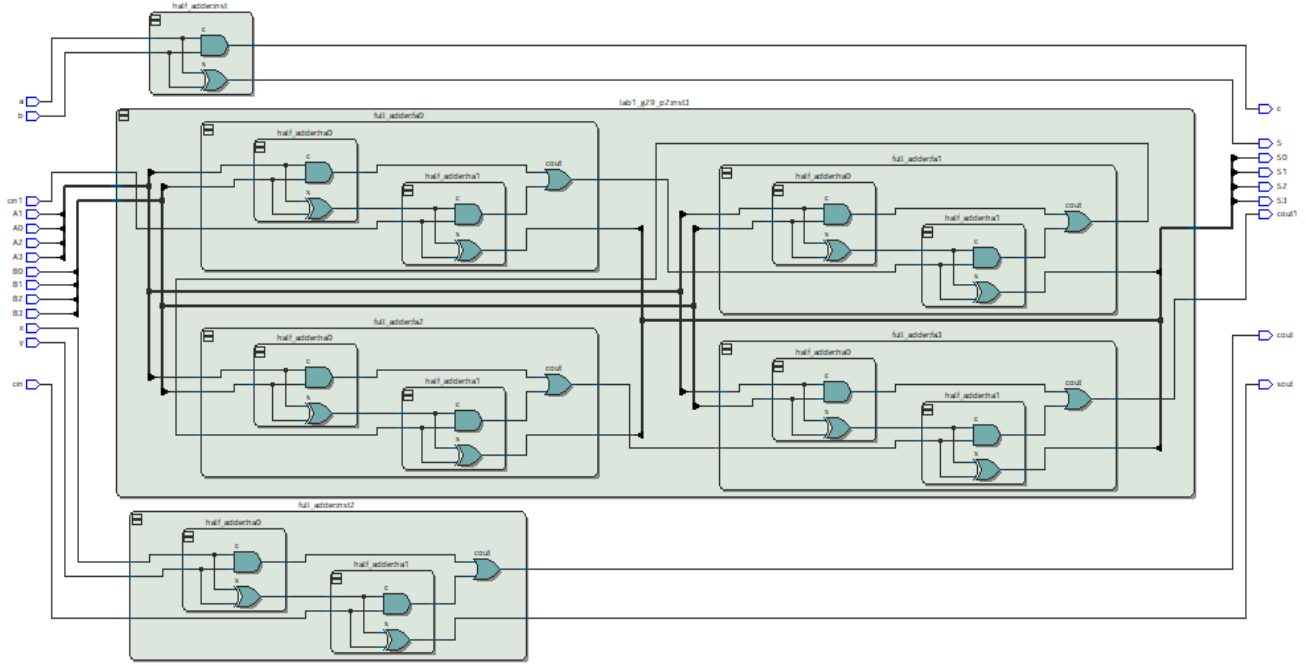 half_adder:inst
c
s
a
b
c
S
lab1_g29_p2:inst3
full_adder:fa0
half_adder:ha0
c
s
cout
half_adder:ha1
c
s
full_adder:fa1
half_adder:ha0
c
s
cout
half_adder:ha1
c
s
cin1
A1
A0
A2
A3
B0
B1
B2
B3
x
y
cin
S0
S1
S2
S3
cout1
cout
sout
full_adder:fa2
half_adder:ha0
c
s
cout
half_adder:ha1
c
s
full_adder:fa3
half_adder:ha0
c
s
cout
half_adder:ha1
c
s
full_adder:inst2
half_adder:ha0
c
s
cout
half_adder:ha1
c
s